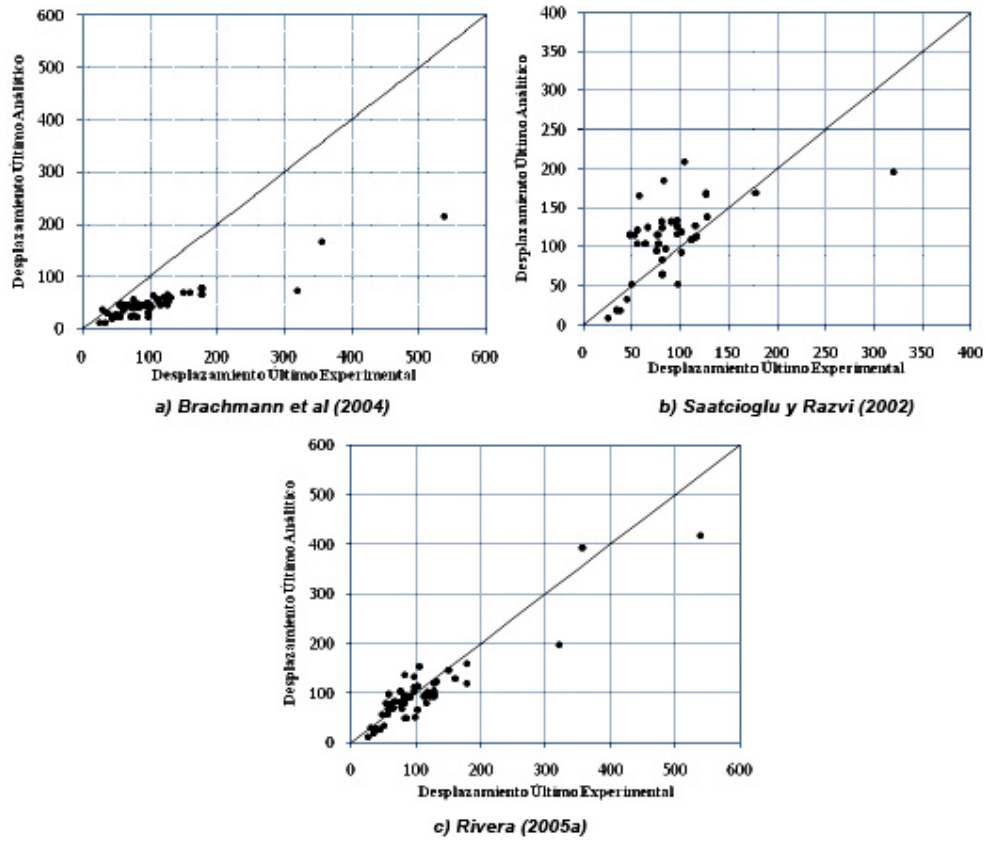 600
500
400
300
200
100
0
0 100 200 300 400 500 600
Desplazamiento Último Análitico
Desplazamiento Último Experimental
a) Brachmann et al (2004)
400
350
300
250
200
150
100
50
0
0 50 100 150 200 250 300 350 400
Desplazamiento Último Análitico
Desplazamiento Último Experimental
b) Saatcioglu y Razvi (2002)
600
500
400
300
200
100
0
0 100 200 300 400 500 600
Desplazamiento Último Análitico
Desplazamiento Último Experimental
c) Rivera (2005a)